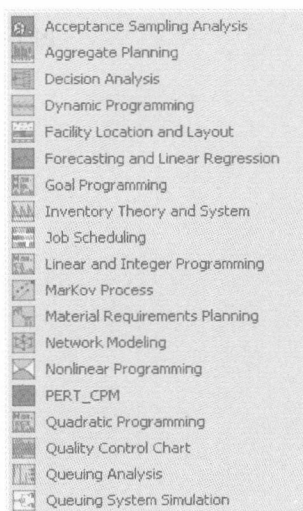 Acceptance Sampling Analysis
Aggregate Planning
Decision Analysis
Dynamic Programming
Facility Location and Layout
Forecasting and Linear Regression
Goal Programming
Inventory Theory and System
Job Scheduling
Linear and Integer Programming
MarKov Process
Material Requirements Planning
Network Modeling
Nonlinear Programming
PERT_CPM
Quadratic Programming
Quality Control Chart
Queuing Analysis
Queuing System Simulation